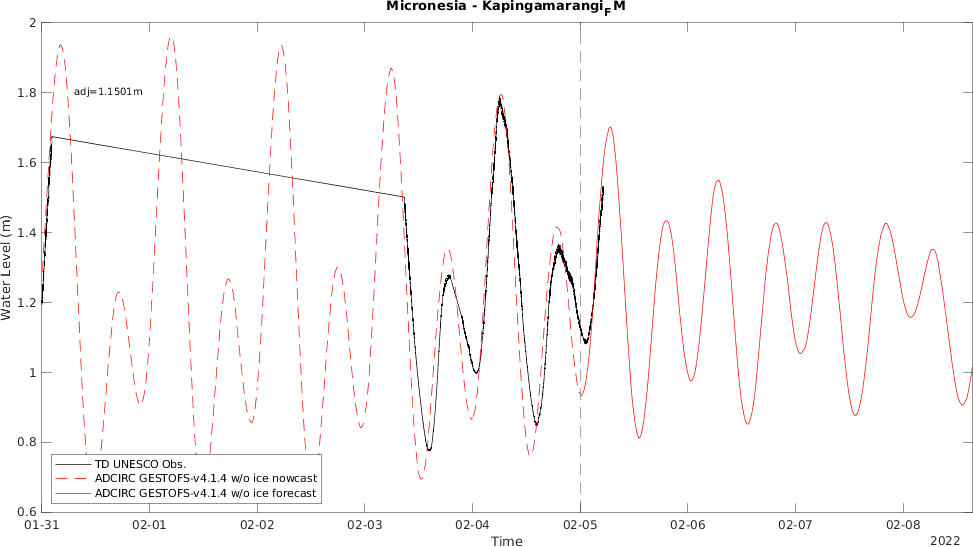 Micronesia - Kapingamarangi_FM
2
1.8
1.6
1.4
1.2
1
0.8
0.6
Water Level (m)
adj=1.1501m
TD UNESCO Obs.
ADCIRC GESTOFS-v4.1.4 w/o ice nowcast
ADCIRC GESTOFS-v4.1.4 w/o ice forecast
01-31 02-01 02-02 02-03 02-04 02-05 02-06 02-07 02-08
Time
2022